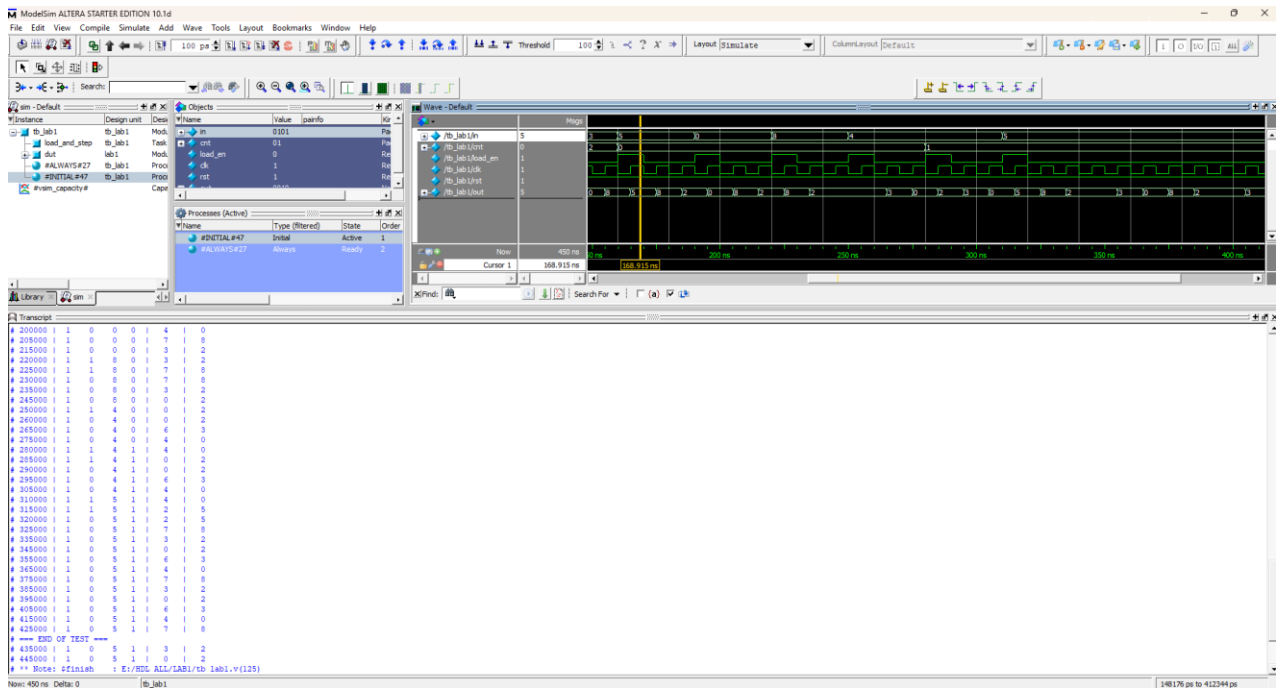 ModelSim ALTERA STARTER EDITION 10.1d
File Edit View Compile Simulate Add Wave Tools Layout Bookmarks Window Help
100 ps
Threshold 100
Layout Simulate
ColumnLayout Default
Search:
sim - Default
Instance Design unit Desi
tb_lab1 tb_lab1 Modu
load_and_step tb_lab1 Task
dut lab1 Modu
#ALWAYS#27 tb_lab1 Proc
#INITIAL#47 tb_lab1 Proc
#vsim_capacity# Capa
Library
sim
Objects
Name Value painfo
in 0101 Pa
cnt 01 Pa
load_en 0 Re
clk 1 Re
rst 1 Re
Processes (Active)
Name Type (filtered) State Order
#INITIAL#47 Initial Active 1
#ALWAYS#27 Always Ready 2
Wave - Default
Msgs
/tb_lab1/in 5
/tb_lab1/cnt 0
/tb_lab1/load_en 1
/tb_lab1/clk 1
/tb_lab1/rst 1
/tb_lab1/out 5
Now 450 ns
Cursor 1 168.915 ns
200 ns 250 ns 300 ns 350 ns 400 ns
168.915 ns
Find:
Search For
(a)
Transcript
# 200000 | 1 0 0 0 | 4 | 0
# 205000 | 1 0 0 0 | 7 | 8
# 215000 | 1 0 0 0 | 3 | 2
# 220000 | 1 1 8 0 | 3 | 2
# 225000 | 1 1 8 0 | 7 | 8
# 230000 | 1 0 8 0 | 7 | 8
# 235000 | 1 0 8 0 | 3 | 2
# 245000 | 1 0 8 0 | 0 | 2
# 250000 | 1 1 4 0 | 0 | 2
# 260000 | 1 0 4 0 | 0 | 2
# 265000 | 1 0 4 0 | 6 | 3
# 275000 | 1 0 4 0 | 4 | 0
# 280000 | 1 1 4 1 | 4 | 0
# 285000 | 1 1 4 1 | 0 | 2
# 290000 | 1 0 4 1 | 0 | 2
# 295000 | 1 0 4 1 | 6 | 3
# 305000 | 1 0 4 1 | 4 | 0
# 310000 | 1 1 5 1 | 4 | 0
# 315000 | 1 1 5 1 | 2 | 5
# 320000 | 1 0 5 1 | 2 | 5
# 325000 | 1 0 5 1 | 7 | 8
# 335000 | 1 0 5 1 | 3 | 2
# 345000 | 1 0 5 1 | 0 | 2
# 355000 | 1 0 5 1 | 6 | 3
# 365000 | 1 0 5 1 | 4 | 0
# 375000 | 1 0 5 1 | 7 | 8
# 385000 | 1 0 5 1 | 3 | 2
# 395000 | 1 0 5 1 | 0 | 2
# 405000 | 1 0 5 1 | 6 | 3
# 415000 | 1 0 5 1 | 4 | 0
# 425000 | 1 0 5 1 | 7 | 8
# === END OF TEST ===
# 435000 | 1 0 5 1 | 3 | 2
# 445000 | 1 0 5 1 | 0 | 2
# ** Note: $finish : E:/HDL ALL/LAB1/tb_lab1.v(125)
Now: 450 ns Delta: 0
tb_lab1
148176 ps to 412344 ps